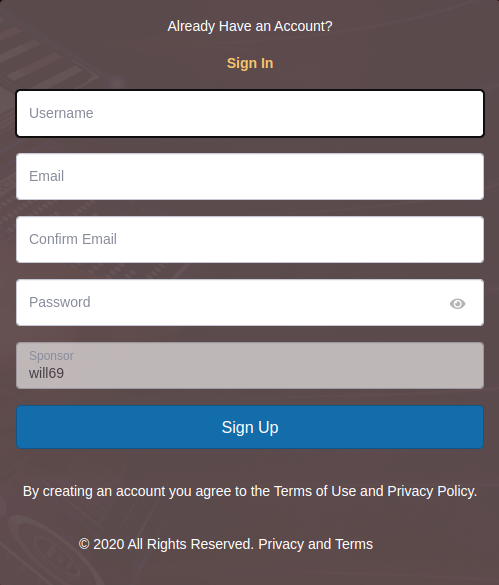 Already Have an Account?
Sign In
Username
Email
Confirm Email
Password
Sponsor
will69
Sign Up
By creating an account you agree to the Terms of Use and Privacy Policy.
© 2020 All Rights Reserved. Privacy and Terms